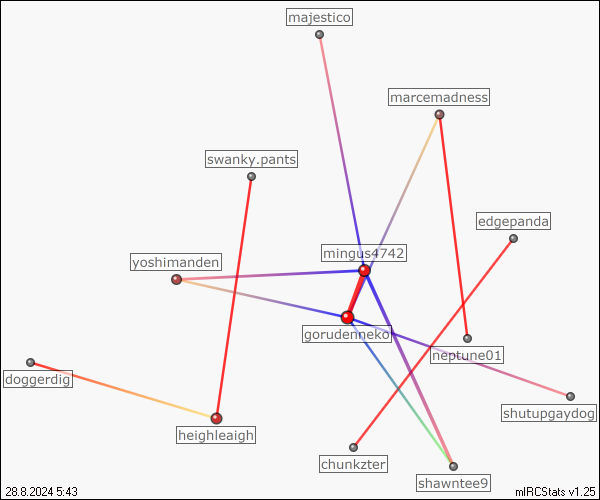 majestico
marcemadness
swanky.pants
edgepanda
mingus4742
yoshimanden
gorudenneko
neptune01
doggerdig
shutupgaydog
heighleaigh
chunkzter
shawntee9
28.8.2024 5:43
mIRCStats v1.25